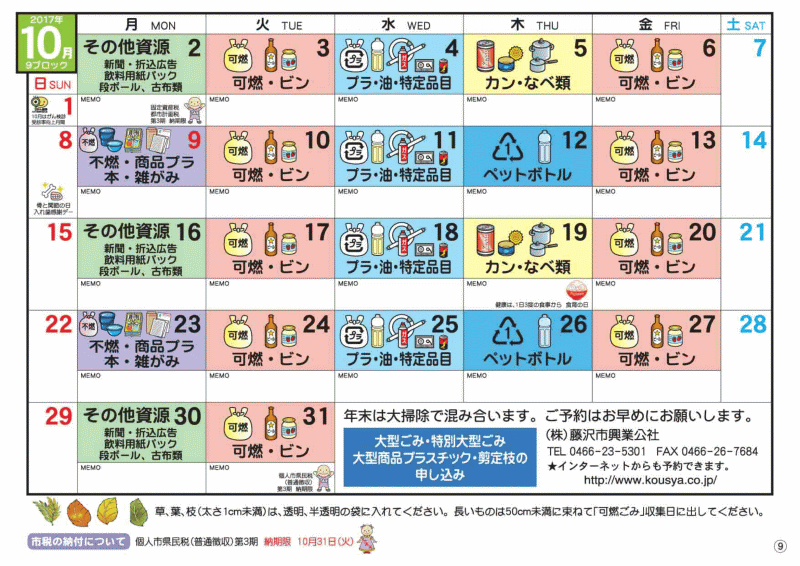 2017年
10月
9ブロック
月 MON
火 TUE
水 WED
木 THU
金 FRI
土 SAT
日 SUN
1
10月はがん検診
受診率向上月間
その他資源 2
新聞・折込広告
飲料用紙パック
段ボール、古布類
MEMO
固定資産税
都市計画税
第3期 納期限
可燃
3
可燃・ビン
MEMO
プラ
4
プラ・油・特定品目
MEMO
5
カン・なべ類
MEMO
可燃
6
可燃・ビン
MEMO
7
8
骨と関節の日
入れ歯感謝デー
不燃
9
不燃・商品プラ
本・雑がみ
MEMO
可燃
10
可燃・ビン
MEMO
プラ
11
プラ・油・特定品目
MEMO
1
12
ペットボトル
MEMO
可燃
13
可燃・ビン
MEMO
14
15
その他資源 16
新聞・折込広告
飲料用紙パック
段ボール、古布類
MEMO
可燃
17
可燃・ビン
MEMO
プラ
18
プラ・油・特定品目
MEMO
19
カン・なべ類
MEMO
健康は、1日3度の食事から 食育の日
可燃
20
可燃・ビン
MEMO
21
22
不燃
23
不燃・商品プラ
本・雑がみ
MEMO
可燃
24
可燃・ビン
MEMO
プラ
25
プラ・油・特定品目
MEMO
1
26
ペットボトル
MEMO
可燃
27
可燃・ビン
MEMO
28
29
その他資源 30
新聞・折込広告
飲料用紙パック
段ボール、古布類
MEMO
可燃
31
可燃・ビン
MEMO
個人市県民税
(普通徴収)
第3期 納期限
年末は大掃除で混み合います。ご予約はお早めにお願いします。
大型ごみ・特別大型ごみ
大型商品プラスチック・剪定枝の
申し込み
(株)藤沢市興業公社
TEL 0466-23-5301 FAX 0466-26-7684
★インターネットからも予約できます。
http://www.kousya.co.jp/
草、葉、枝(太さ1cm未満)は、透明、半透明の袋に入れてください。長いものは50cm未満に束ねて「可燃ごみ」収集日に出してください。
市税の納付について 個人市県民税(普通徴収)第3期 納期限 10月31日(火)
9